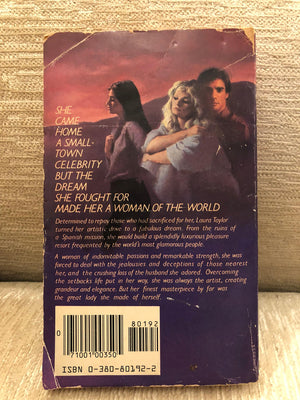 SHE
CAME
HOME
A SMALL-
TOWN
CELEBRITY
BUT THE
DREAM
SHE FOUGHT FOR
MADE HER A WOMAN OF THE WORLD
Determined to repay those who had sacrificed for her, Laura Taylor
turned her artistic drive to a fabulous dream. From the ruins of
a Spanish mission, she would build a splendidly luxurious pleasure
resort frequented by the world's most glamorous people.
A woman of indomitable passions and remarkable strength, she was
forced to deal with the jealousies and deceptions of those nearest
her, and the crushing loss of the husband she adored. Overcoming
the setbacks life put in her way, she was always the artist, creating
grandeur and elegance. But her finest masterpiece by far was
the great lady she made of herself.
80192
0
71001 00350
ISBN 0-380-80192-2